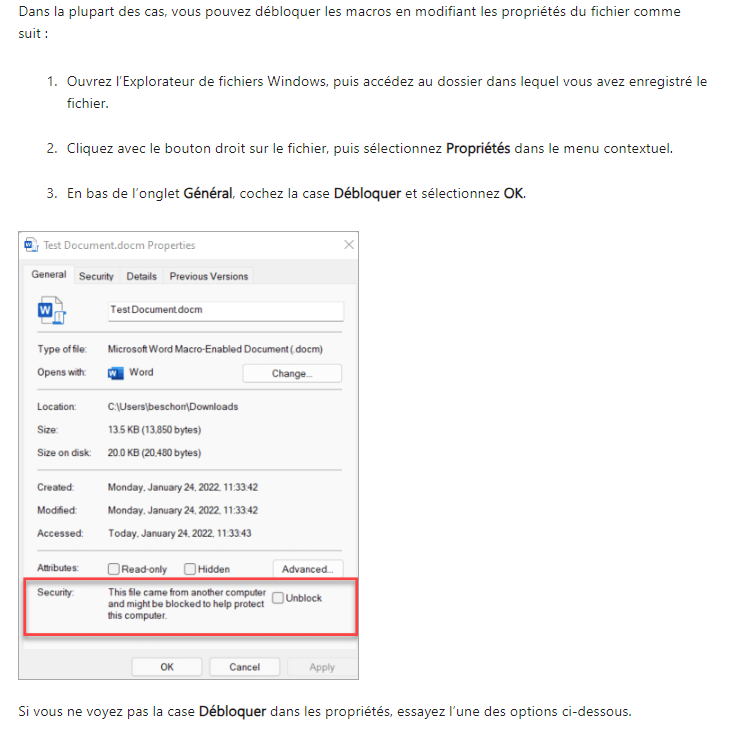 Dans la plupart des cas, vous pouvez débloquer les macros en modifiant les propriétés du fichier comme
suit :
1. Ouvrez l’Explorateur de fichiers Windows, puis accédez au dossier dans lequel vous avez enregistré le
fichier.
2. Cliquez avec le bouton droit sur le fichier, puis sélectionnez Propriétés dans le menu contextuel.
3. En bas de l’onglet Général, cochez la case Débloquer et sélectionnez OK.
Test Document.docm Properties
General Security Details Previous Versions
Test Document.docm
Type of file: Microsoft Word Macro-Enabled Document (.docm)
Opens with: Word Change...
Location: C:\Users\beschorr\Downloads
Size: 13.5 KB (13,850 bytes)
Size on disk: 20.0 KB (20,480 bytes)
Created: Monday, January 24, 2022, 11:33:42
Modified: Monday, January 24, 2022, 11:33:42
Accessed: Today, January 24, 2022, 11:33:43
Attributes: Read-only Hidden Advanced...
Security: This file came from another computer
and might be blocked to help protect
this computer.
Unblock
OK Cancel Apply
Si vous ne voyez pas la case Débloquer dans les propriétés, essayez l’une des options ci-dessous.